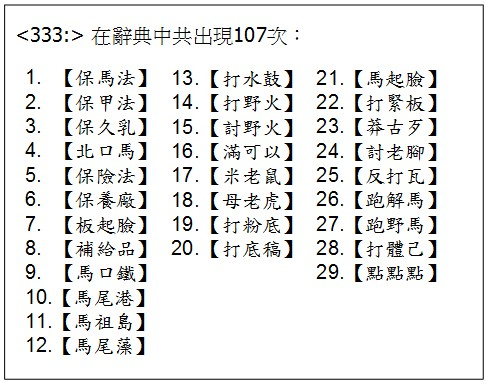 <333:> 在辭典中共出現107次：
1. 【保馬法】
2. 【保甲法】
3. 【保久乳】
4. 【北口馬】
5. 【保險法】
6. 【保養廠】
7. 【板起臉】
8. 【補給品】
9. 【馬口鐵】
10. 【馬尾港】
11. 【馬祖島】
12. 【馬尾藻】
13. 【打水鼓】
14. 【打野火】
15. 【討野火】
16. 【滿可以】
17. 【米老鼠】
18. 【母老虎】
19. 【打粉底】
20. 【打底稿】
21. 【馬起臉】
22. 【打緊板】
23. 【莽古歹】
24. 【討老腳】
25. 【反打瓦】
26. 【跑解馬】
27. 【跑野馬】
28. 【打體己】
29. 【點點點】